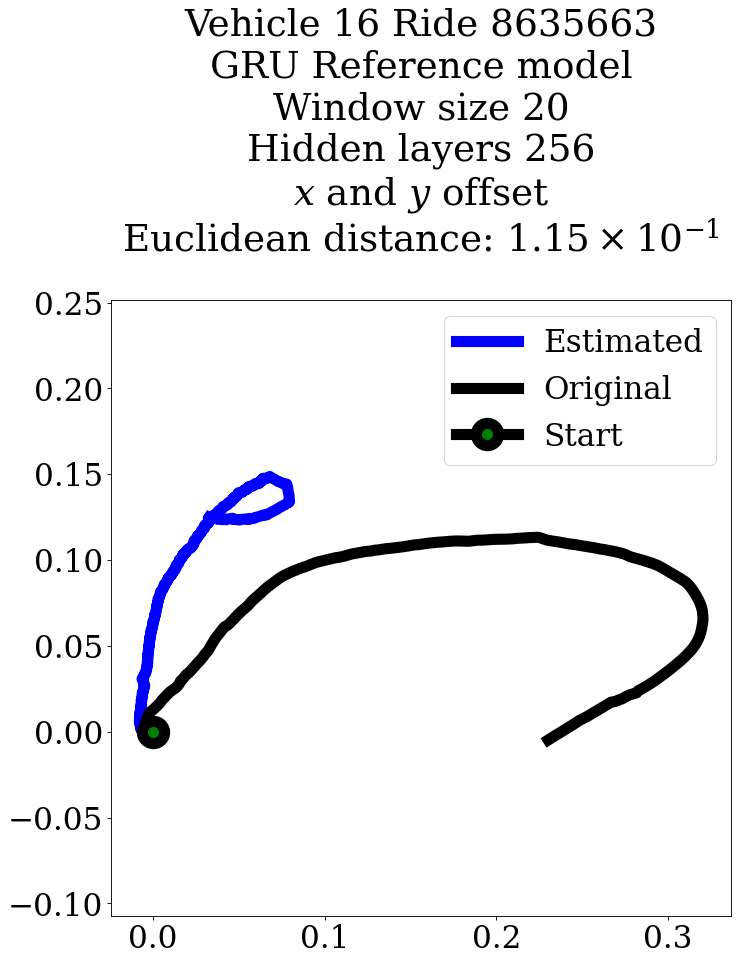 Vehicle 16 Ride 8635663
GRU Reference model
Window size 20
Hidden layers 256
x and y offset
Euclidean distance: 1.15 × 10⁻¹
0.25
0.20
0.15
0.10
0.05
0.00
−0.05
−0.10
Estimated
Original
Start
0.0
0.1
0.2
0.3